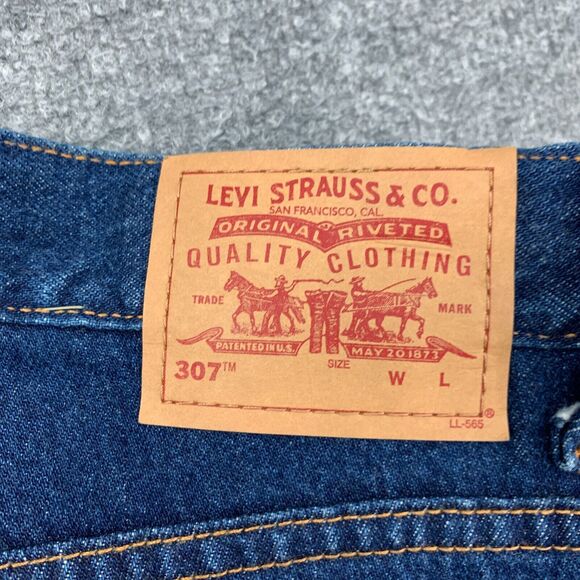 LEVI STRAUSS & CO.
SAN FRANCISCO, CAL.
ORIGINAL RIVETED
QUALITY CLOTHING
TRADE MARK
PATENTED IN U.S. MAY 20 1873
307™ SIZE W L
LL-565 ®